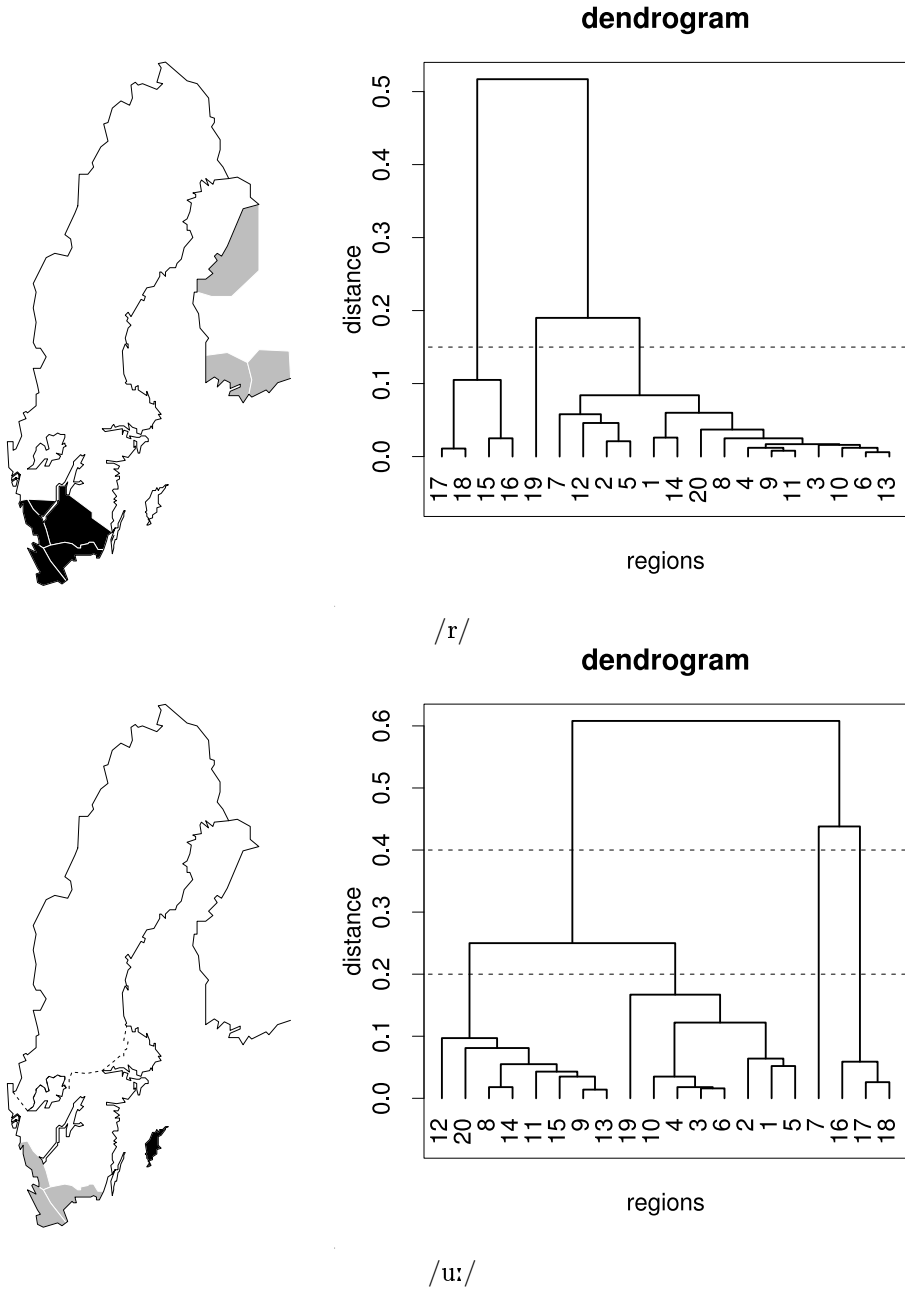 dendrogram
0.5
0.4
0.3
0.2
0.1
0.0
distance
17 18 15 16 19 7 12 2 5 1 14 20 8 4 9 11 3 10 6 13
regions
/r/
dendrogram
0.6
0.5
0.4
0.3
0.2
0.1
0.0
distance
12 20 8 14 11 15 9 13 19 10 4 3 6 2 1 5 7 16 17 18
regions
/uː/